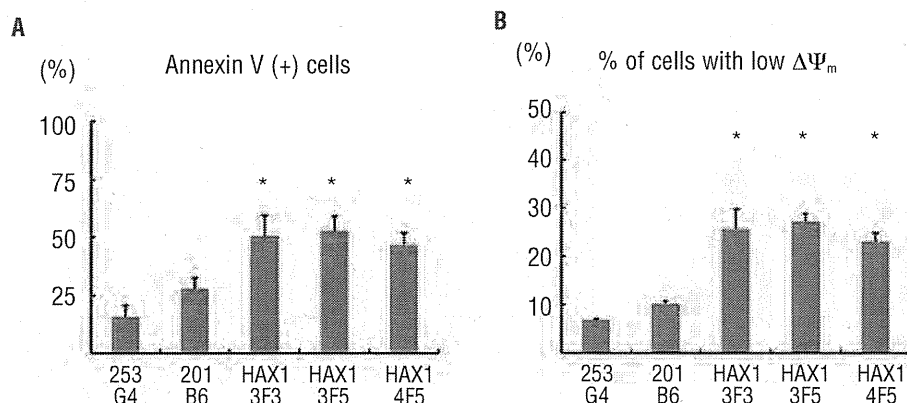 A
(%)
Annexin V (+) cells
100
75
50
25
* * *
253 201 HAX1 HAX1 HAX1
G4 B6 3F3 3F5 4F5
B
(%)
% of cells with low ΔΨm
50
40
30
20
10
* * *
253 201 HAX1 HAX1 HAX1
G4 B6 3F3 3F5 4F5